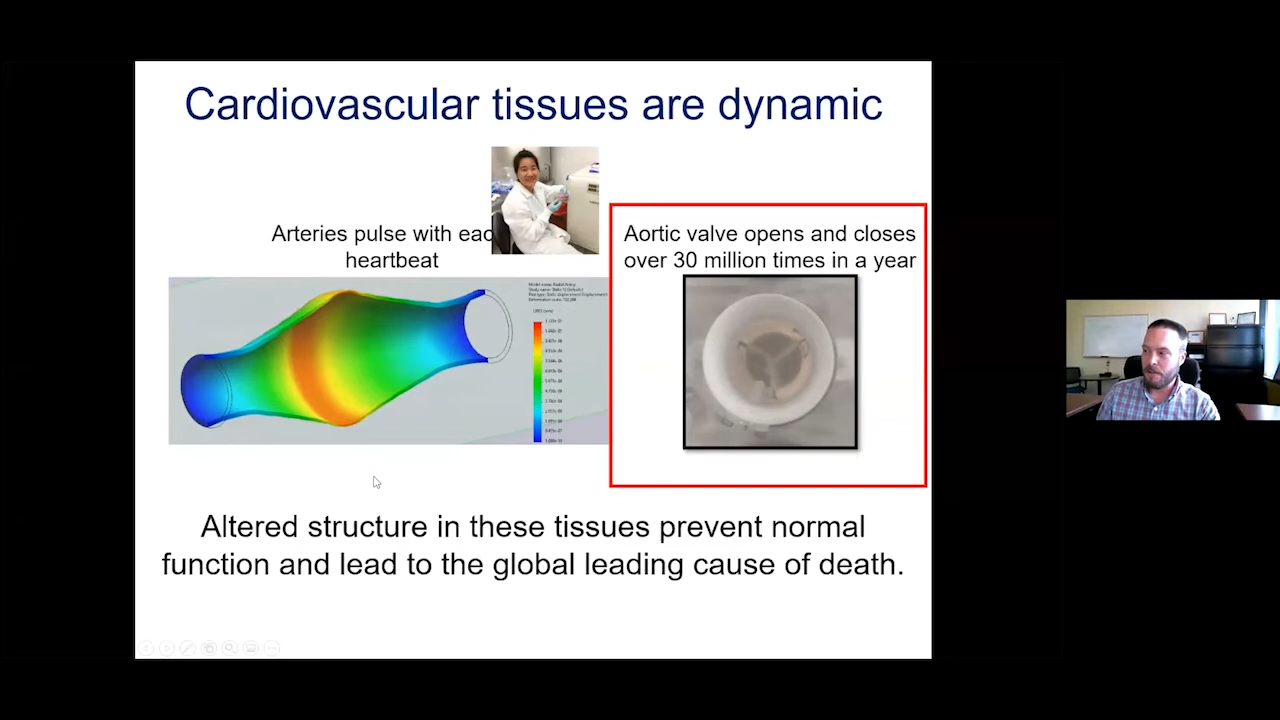 Cardiovascular tissues are dynamic
Arteries pulse with eac
heartbeat
Aortic valve opens and closes
over 30 million times in a year
Altered structure in these tissues prevent normal
function and lead to the global leading cause of death.